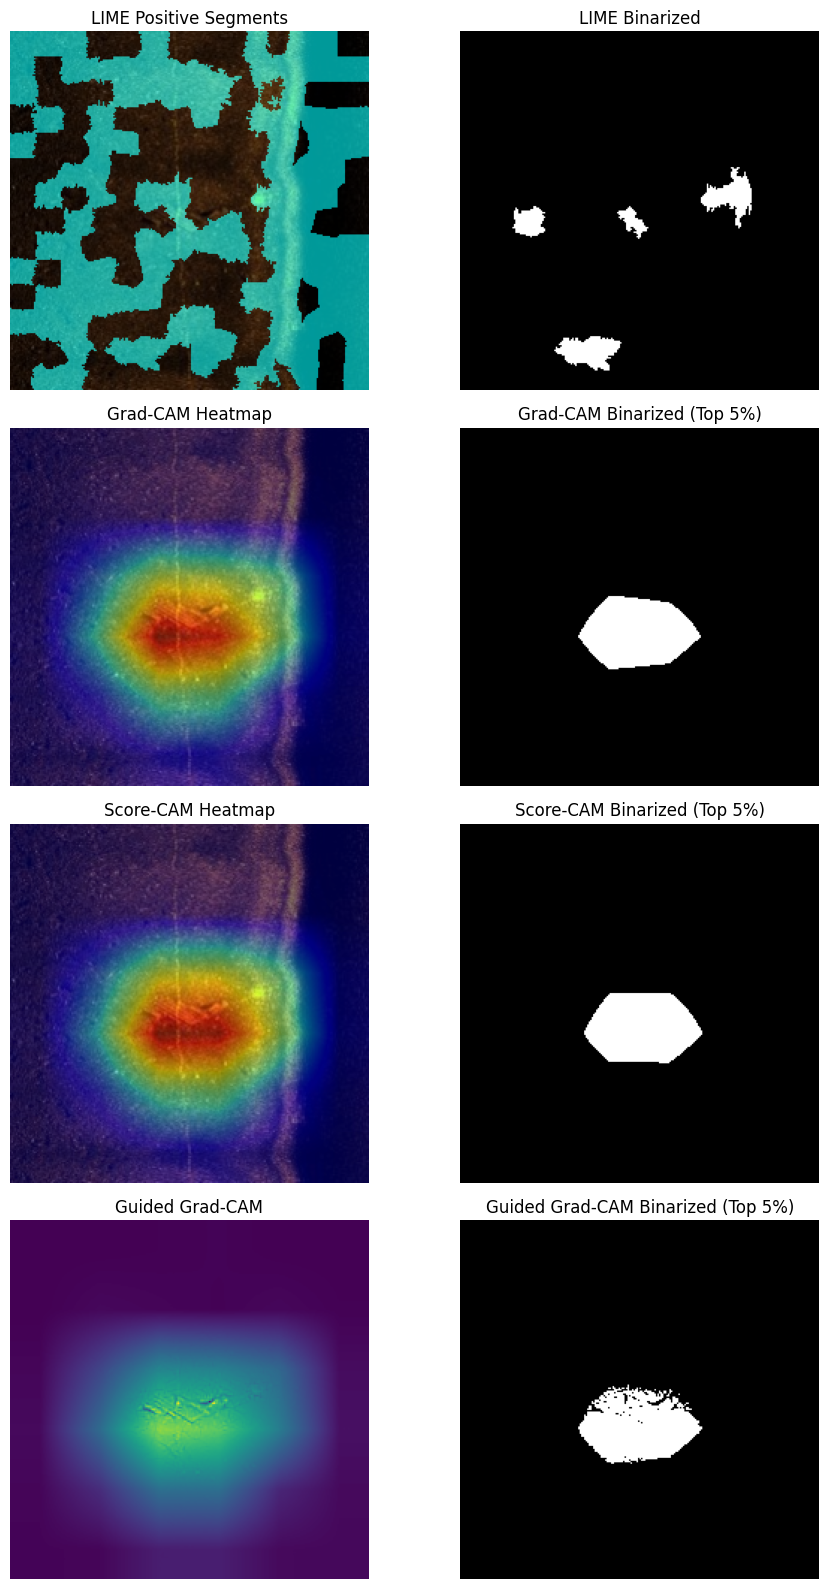 LIME Positive Segments
LIME Binarized
Grad-CAM Heatmap
Grad-CAM Binarized (Top 5%)
Score-CAM Heatmap
Score-CAM Binarized (Top 5%)
Guided Grad-CAM
Guided Grad-CAM Binarized (Top 5%)